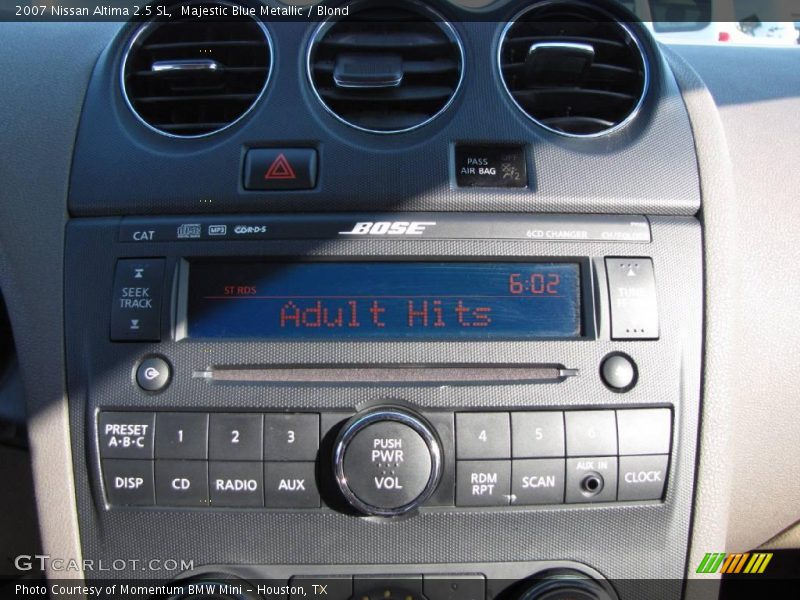 2007 Nissan Altima 2.5 SL, Majestic Blue Metallic / Blond
PASS
AIR BAG
OFF
CAT
MP3
BOSE
6CD CHANGER
SEEK
TRACK
ST RDS
6:02
Adult Hits
PRESET
A·B·C
1
2
3
PUSH
PWR
VOL
4
5
6
DISP
CD
RADIO
AUX
RDM
RPT
SCAN
AUX IN
CLOCK
GTCARLOT.COM
Photo Courtesy of Momentum BMW Mini - Houston, TX